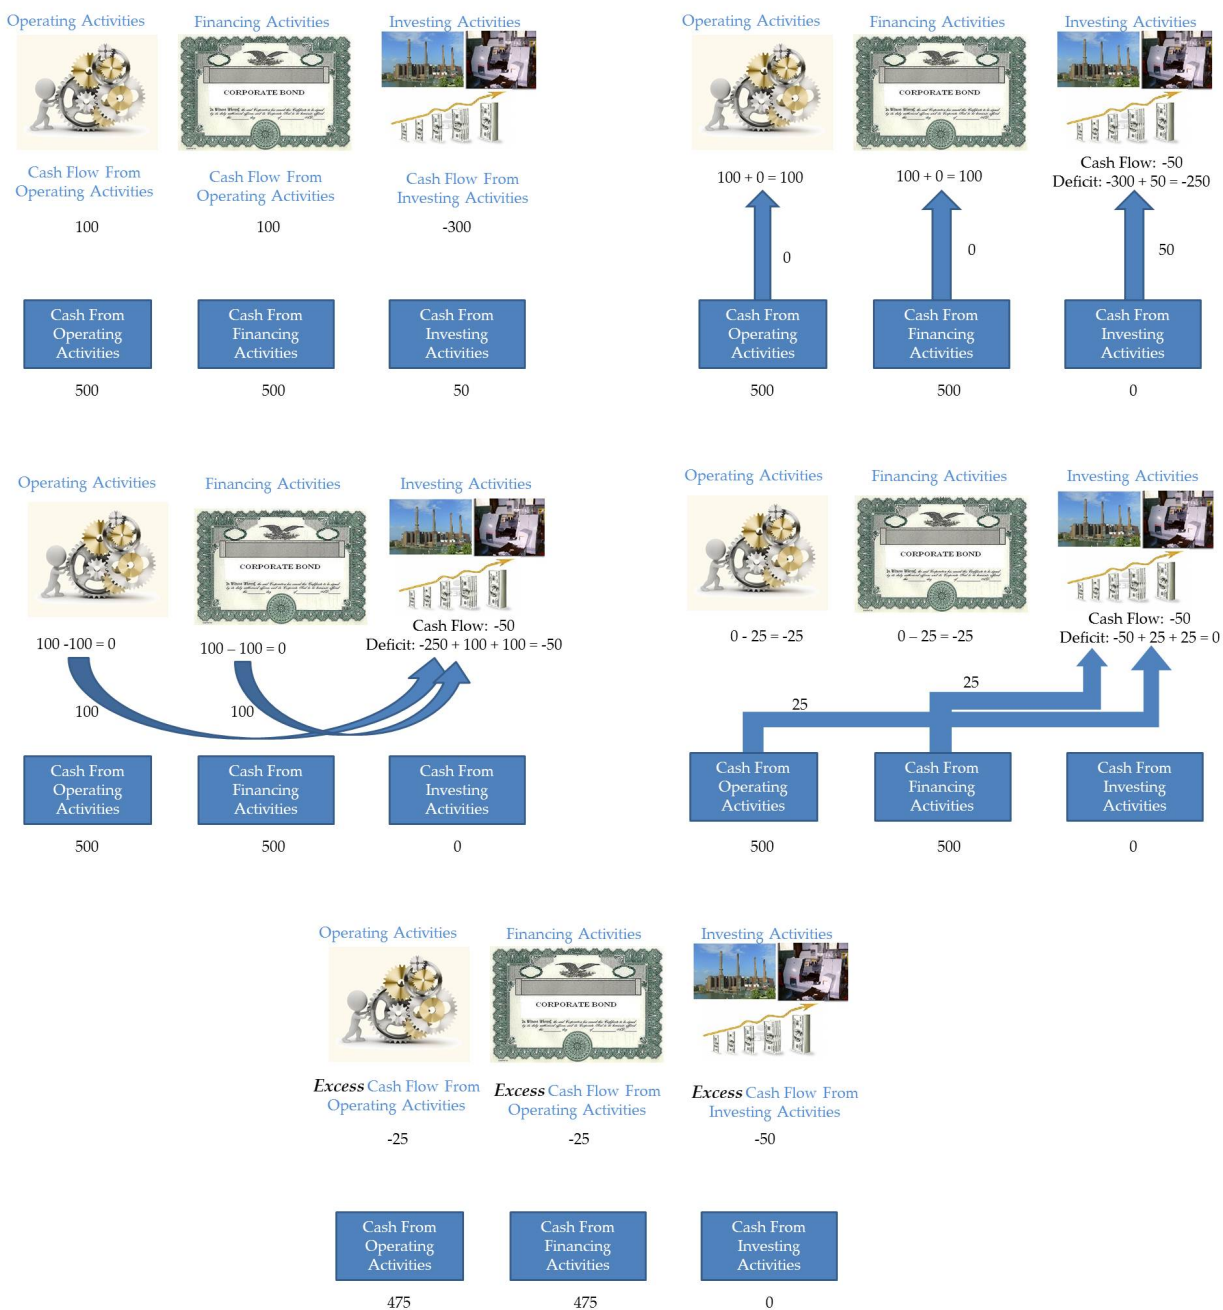 Operating Activities
Financing Activities
Investing Activities
CORPORATE BOND
Cash Flow From
Operating Activities
100
Cash Flow From
Operating Activities
100
Cash Flow From
Investing Activities
-300
Cash From
Operating
Activities
500
Cash From
Financing
Activities
500
Cash From
Investing
Activities
50
Operating Activities
Financing Activities
Investing Activities
CORPORATE BOND
100 + 0 = 100
100 + 0 = 100
Cash Flow: -50
Deficit: -300 + 50 = -250
0
0
50
Cash From
Operating
Activities
500
Cash From
Financing
Activities
500
Cash From
Investing
Activities
0
Operating Activities
Financing Activities
Investing Activities
CORPORATE BOND
100 -100 = 0
100 – 100 = 0
Cash Flow: -50
Deficit: -250 + 100 + 100 = -50
100
100
Cash From
Operating
Activities
500
Cash From
Financing
Activities
500
Cash From
Investing
Activities
0
Operating Activities
Financing Activities
Investing Activities
CORPORATE BOND
0 - 25 = -25
0 – 25 = -25
Cash Flow: -50
Deficit: -50 + 25 + 25 = 0
25
25
Cash From
Operating
Activities
500
Cash From
Financing
Activities
500
Cash From
Investing
Activities
0
Operating Activities
Financing Activities
Investing Activities
CORPORATE BOND
Excess Cash Flow From
Operating Activities
-25
Excess Cash Flow From
Operating Activities
-25
Excess Cash Flow From
Investing Activities
-50
Cash From
Operating
Activities
475
Cash From
Financing
Activities
475
Cash From
Investing
Activities
0